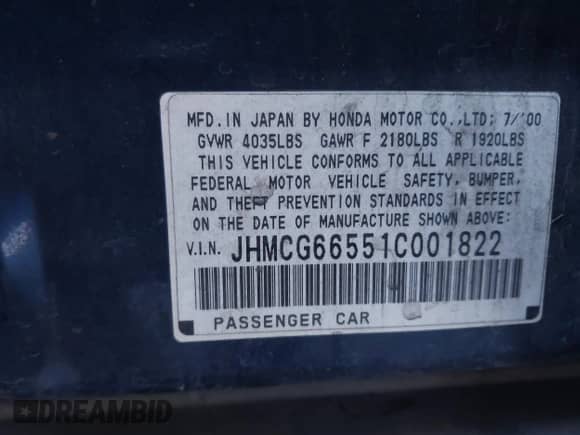 MFD. IN JAPAN BY HONDA MOTOR CO.,LTD: 7/'00
GVWR 4035LBS GAWR F 2180LBS R 1920LBS
THIS VEHICLE CONFORMS TO ALL APPLICABLE
FEDERAL MOTOR VEHICLE SAFETY, BUMPER,
AND THEFT PREVENTION STANDARDS IN EFFECT
ON THE DATE OF MANUFACTURE SHOWN ABOVE:
V.I.N. JHMCG66551C001822
PASSENGER CAR
DREAMBID